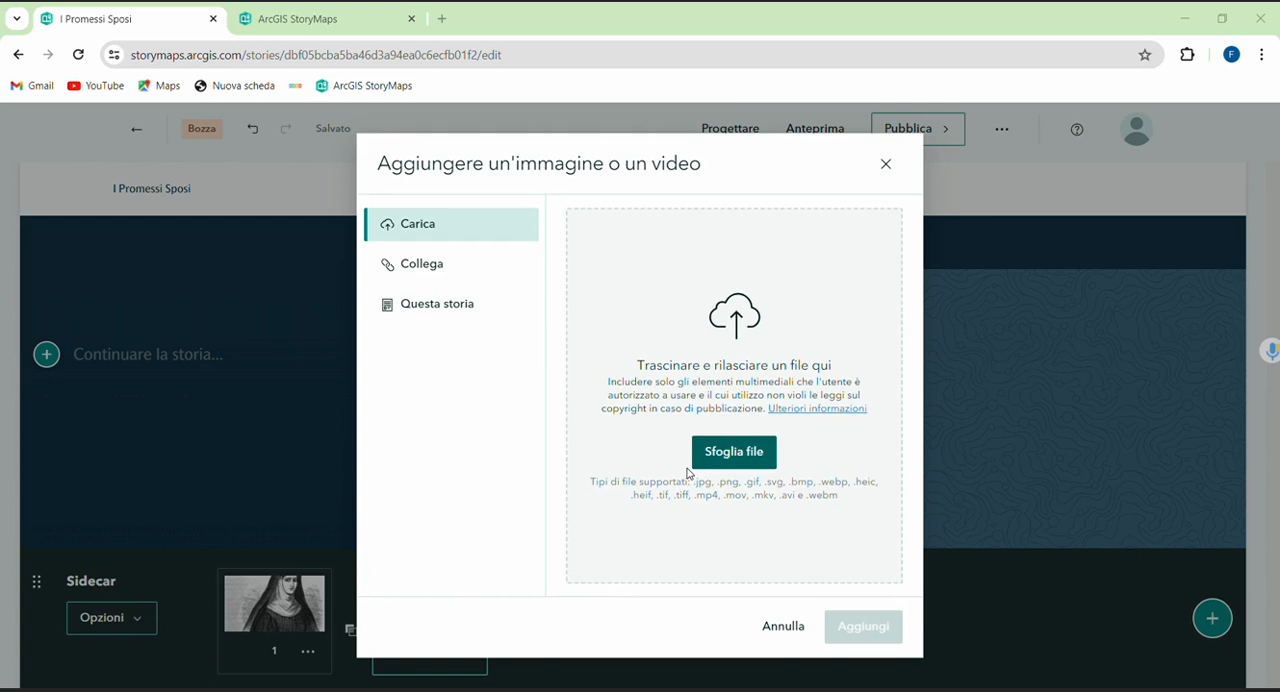 I Promessi Sposi
ArcGIS StoryMaps
storymaps.arcgis.com/stories/dbf05bcba5ba46d3a94ea0c6ecfb01f2/edit
F
Gmail
YouTube
Maps
Nuova scheda
ArcGIS StoryMaps
Bozza
Salvato
Progettare
Anteprima
Pubblica
I Promessi Sposi
Aggiungere un'immagine o un video
Carica
Collega
Questa storia
Trascinare e rilasciare un file qui
Includere solo gli elementi multimediali che l'utente è
autorizzato a usare e il cui utilizzo non violi le leggi sul
copyright in caso di pubblicazione. Ulteriori informazioni
Sfoglia file
Tipi di file supportati: .jpg, .png, .gif, .svg, .bmp, .webp, .heic,
.heif, .tif, .tiff, .mp4, .mov, .mkv, .avi e .webm
Continuare la storia...
Sidecar
Opzioni
1
Annulla
Aggiungi